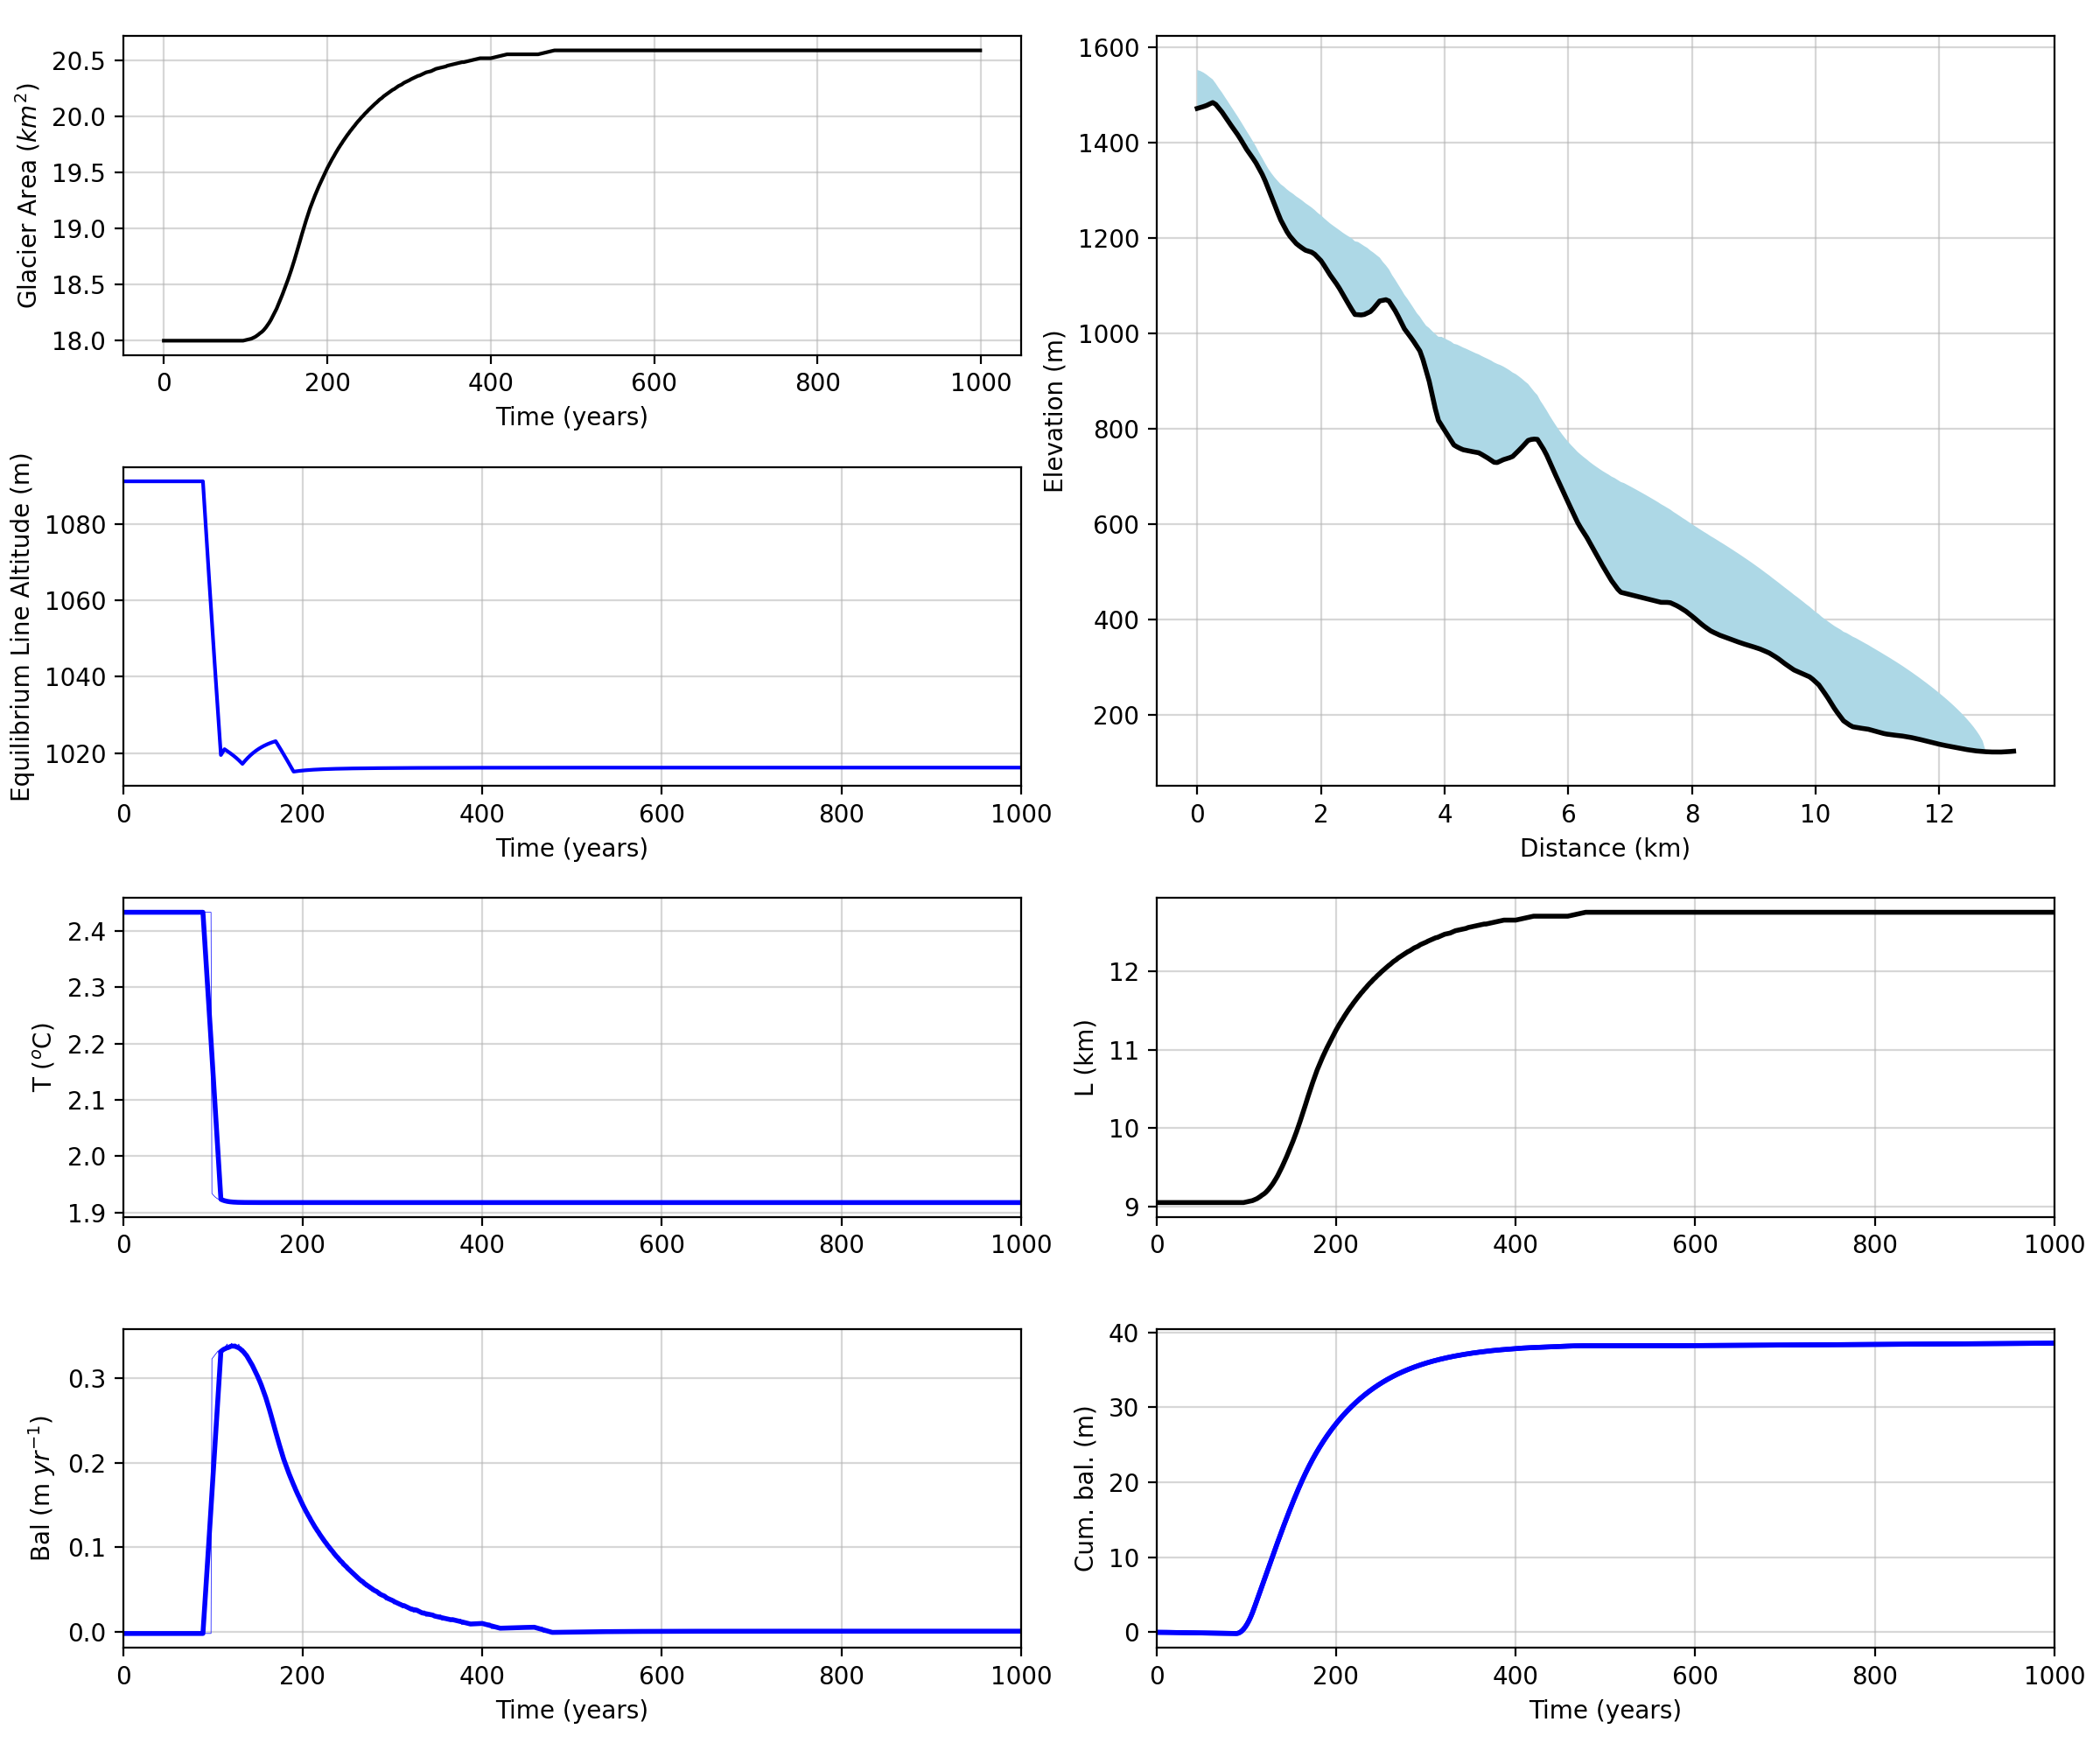 Glacier Area (km²)
20.5
20.0
19.5
19.0
18.5
18.0
0 200 400 600 800 1000
Time (years)
Equilibrium Line Altitude (m)
1080
1060
1040
1020
0 200 400 600 800 1000
Time (years)
Elevation (m)
1600
1400
1200
1000
800
600
400
200
0 2 4 6 8 10 12
Distance (km)
T (°C)
2.4
2.3
2.2
2.1
2.0
1.9
0 200 400 600 800 1000
L (km)
12
11
10
9
0 200 400 600 800 1000
Bal (m yr⁻¹)
0.3
0.2
0.1
0.0
0 200 400 600 800 1000
Time (years)
Cum. bal. (m)
40
30
20
10
0
0 200 400 600 800 1000
Time (years)